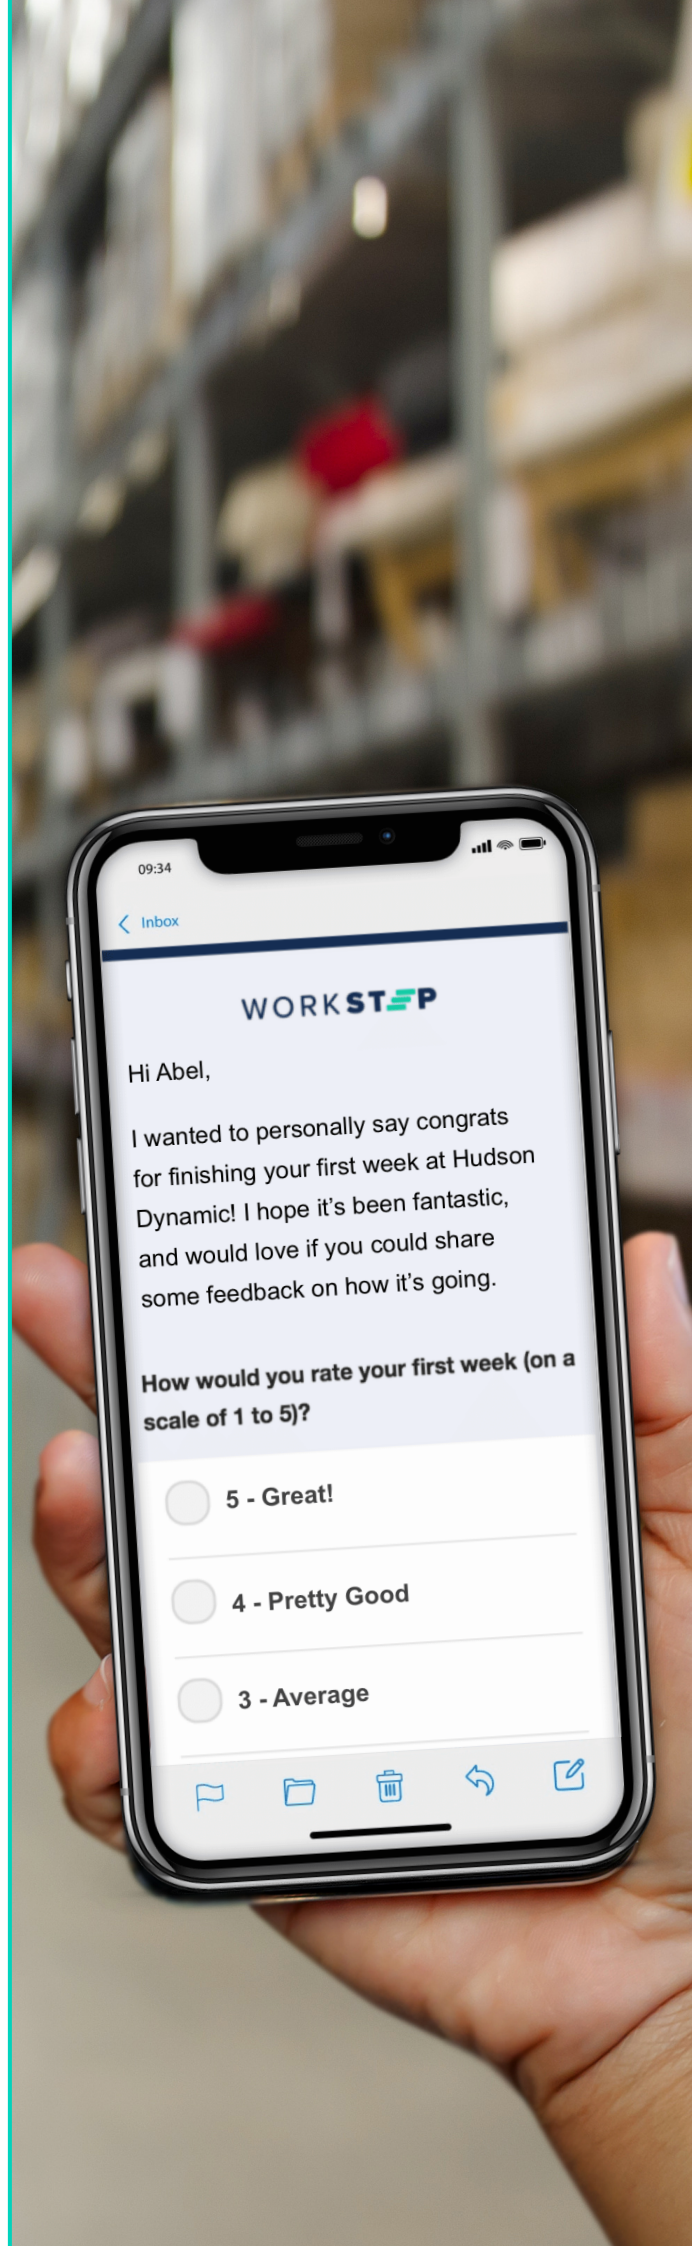 09:34
Inbox
WORKSTEP
Hi Abel,
I wanted to personally say congrats
for finishing your first week at Hudson
Dynamic! I hope it’s been fantastic,
and would love if you could share
some feedback on how it’s going.
How would you rate your first week (on a
scale of 1 to 5)?
5 - Great!
4 - Pretty Good
3 - Average